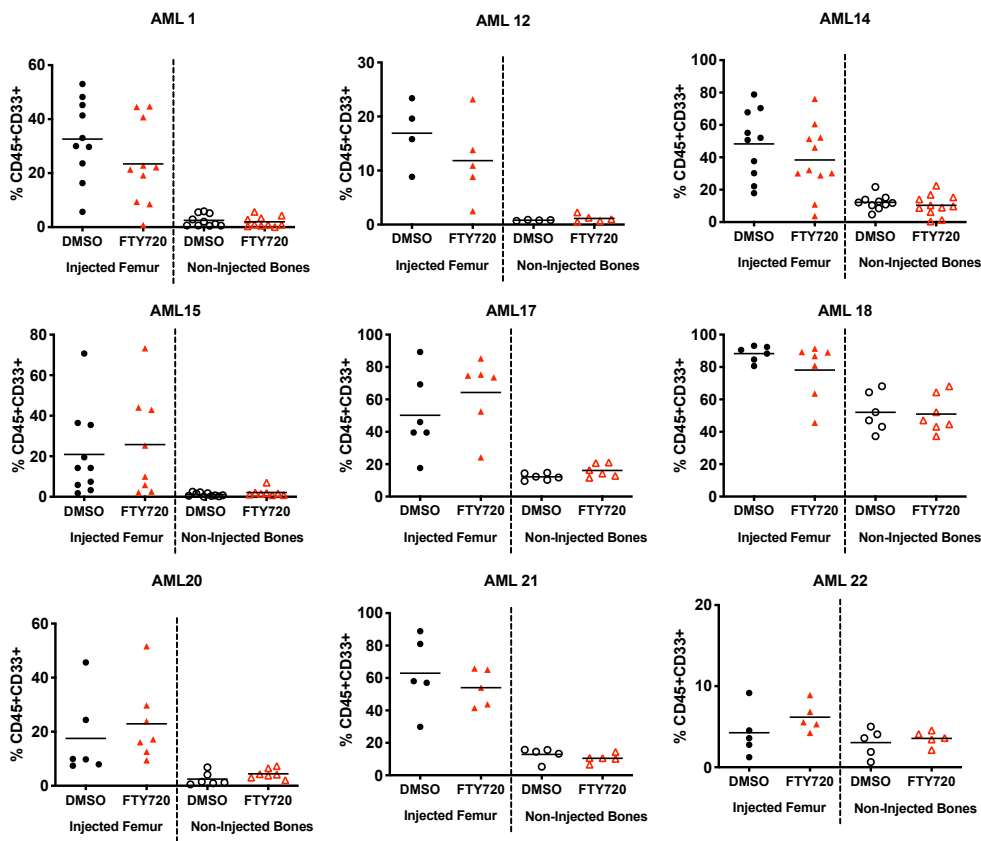 AML 1
% CD45+CD33+
60
40
20
0
DMSO FTY720 DMSO FTY720
Injected Femur Non-Injected Bones
AML 12
% CD45+CD33+
30
20
10
0
DMSO FTY720 DMSO FTY720
Injected Femur Non-Injected Bones
AML14
% CD45+CD33+
100
80
60
40
20
0
DMSO FTY720 DMSO FTY720
Injected Femur Non-Injected Bones
AML15
% CD45+CD33+
80
60
40
20
0
DMSO FTY720 DMSO FTY720
Injected Femur Non-Injected Bones
AML17
% CD45+CD33+
100
80
60
40
20
0
DMSO FTY720 DMSO FTY720
Injected Femur Non-Injected Bones
AML 18
% CD45+CD33+
100
80
60
40
20
0
DMSO FTY720 DMSO FTY720
Injected Femur Non-Injected Bones
AML20
% CD45+CD33+
60
40
20
0
DMSO FTY720 DMSO FTY720
Injected Femur Non-Injected Bones
AML 21
% CD45+CD33+
100
80
60
40
20
0
DMSO FTY720 DMSO FTY720
Injected Femur Non-Injected Bones
AML 22
% CD45+CD33+
20
10
0
DMSO FTY720 DMSO FTY720
Injected Femur Non-Injected Bones